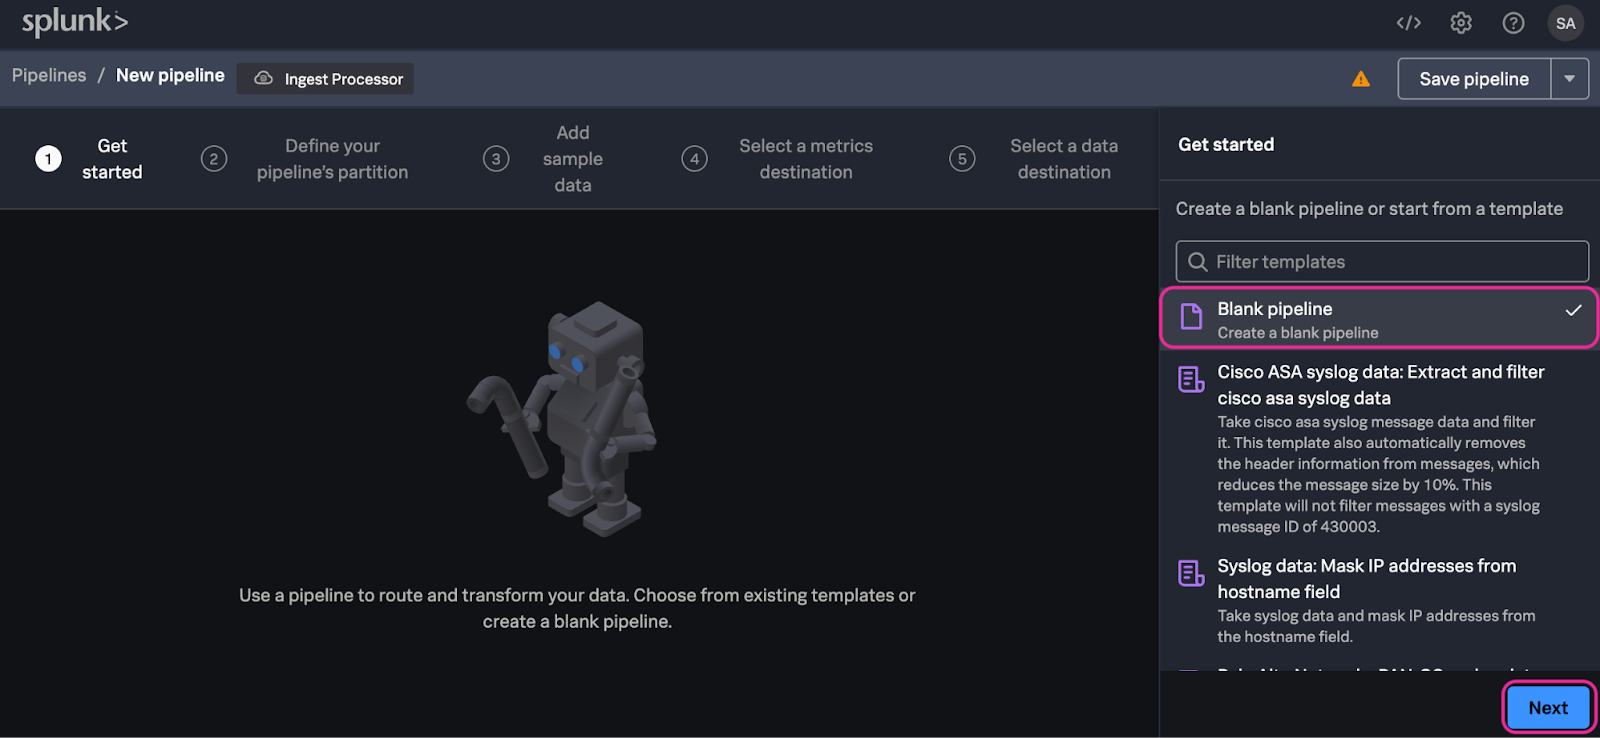 splunk>
</>
SA
Pipelines / New pipeline
Ingest Processor
Save pipeline
1
Get
started
2
Define your
pipeline's partition
3
Add
sample
data
4
Select a metrics
destination
5
Select a data
destination
Use a pipeline to route and transform your data. Choose from existing templates or
create a blank pipeline.
Get started
Create a blank pipeline or start from a template
Filter templates
Blank pipeline
Create a blank pipeline
Cisco ASA syslog data: Extract and filter
cisco asa syslog data
Take cisco asa syslog message data and filter
it. This template also automatically removes
the header information from messages, which
reduces the message size by 10%. This
template will not filter messages with a syslog
message ID of 430003.
Syslog data: Mask IP addresses from
hostname field
Take syslog data and mask IP addresses from
the hostname field.
Next